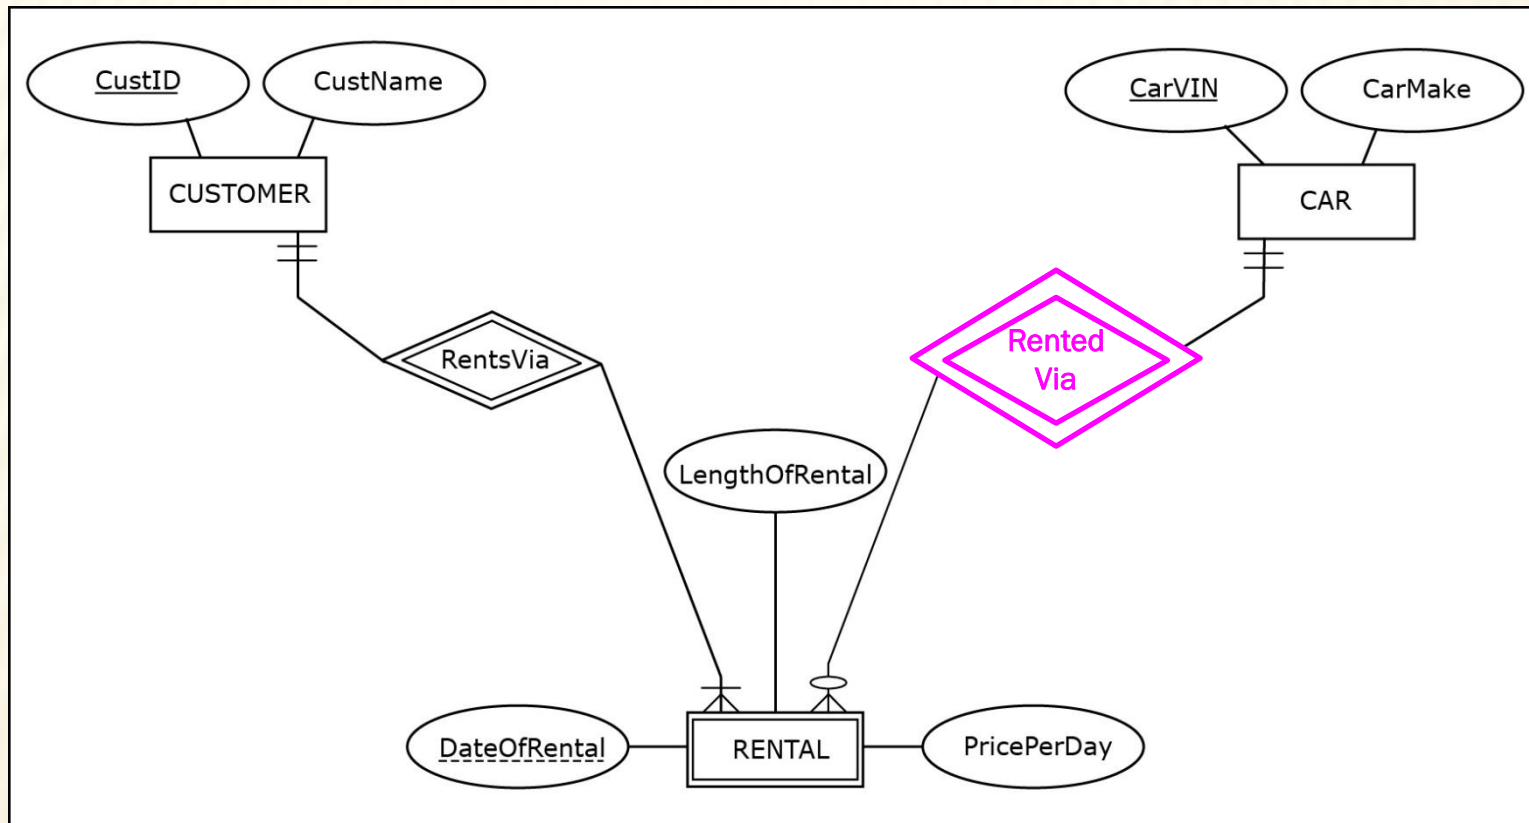 CustID
CustName
CarVIN
CarMake
CUSTOMER
CAR
RentsVia
Rented
Via
LengthOfRental
DateOfRental
RENTAL
PricePerDay